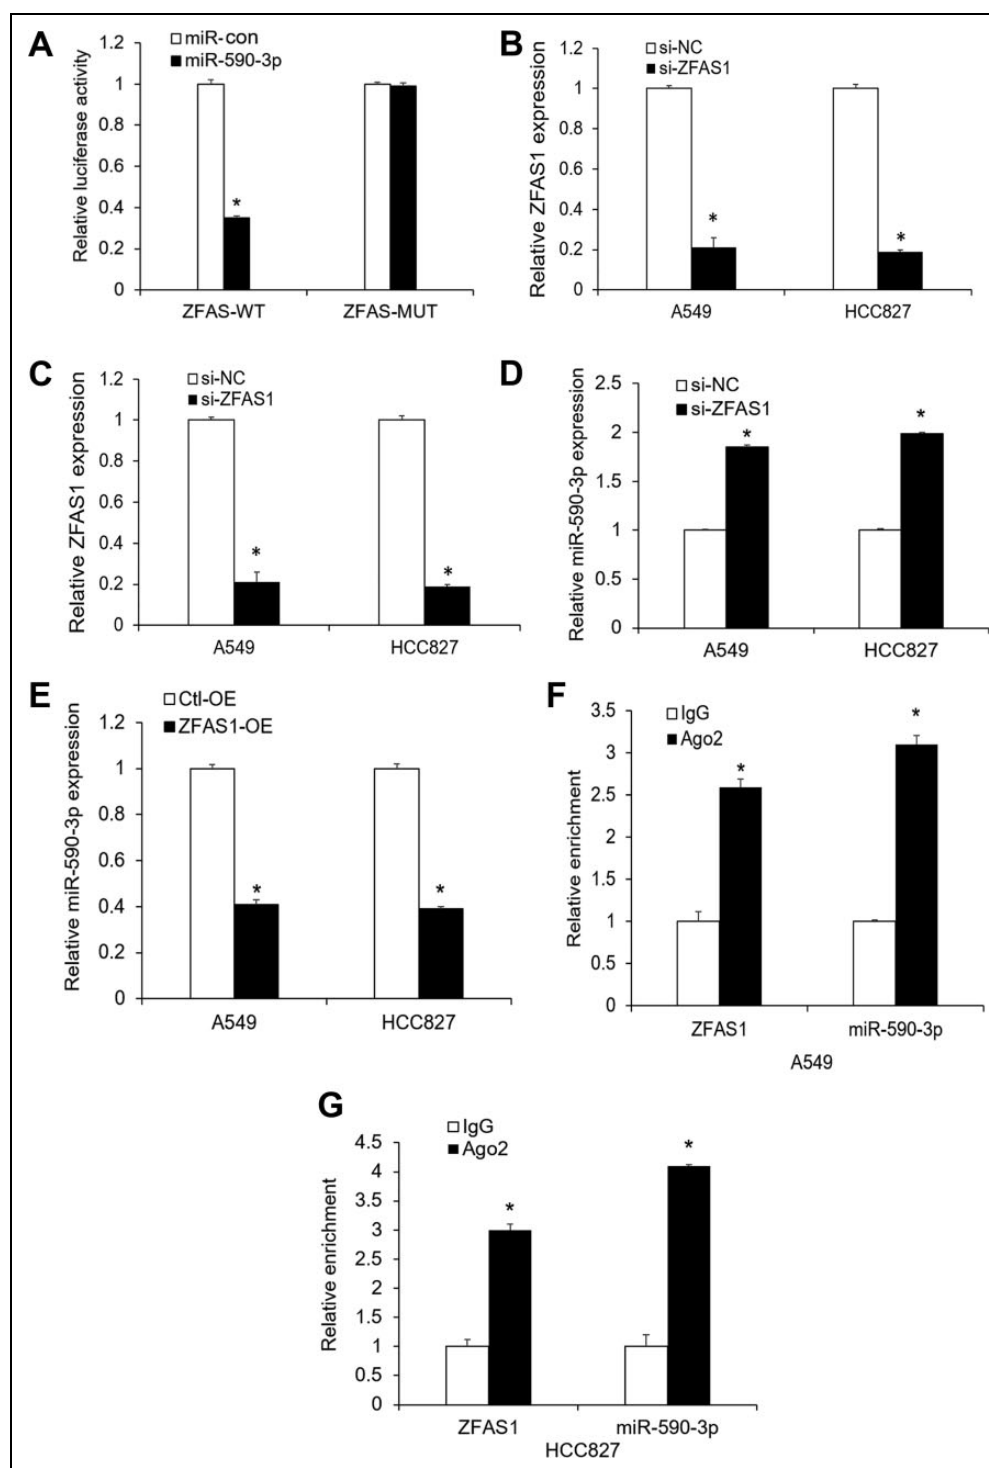 A
miR-con
miR-590-3p
Relative luciferase activity
1.2
1
0.8
0.6
0.4
0.2
0
*
ZFAS-WT ZFAS-MUT
B
si-NC
si-ZFAS1
Relative ZFAS1 expression
1.2
1
0.8
0.6
0.4
0.2
0
* *
A549 HCC827
C
si-NC
si-ZFAS1
Relative ZFAS1 expression
1.2
1
0.8
0.6
0.4
0.2
0
* *
A549 HCC827
D
si-NC
si-ZFAS1
Relative miR-590-3p expression
2.5
2
1.5
1
0.5
0
* *
A549 HCC827
E
Ctl-OE
ZFAS1-OE
Relative miR-590-3p expression
1.2
1
0.8
0.6
0.4
0.2
0
* *
A549 HCC827
F
IgG
Ago2
Relative enrichment
3.5
3
2.5
2
1.5
1
0.5
0
* *
ZFAS1 miR-590-3p
A549
G
IgG
Ago2
Relative enrichment
4.5
4
3.5
3
2.5
2
1.5
1
0.5
0
* *
ZFAS1 miR-590-3p
HCC827